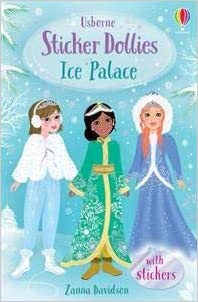 Usborne
Sticker Dollies
Ice Palace
with
stickers
Zanna Davidson